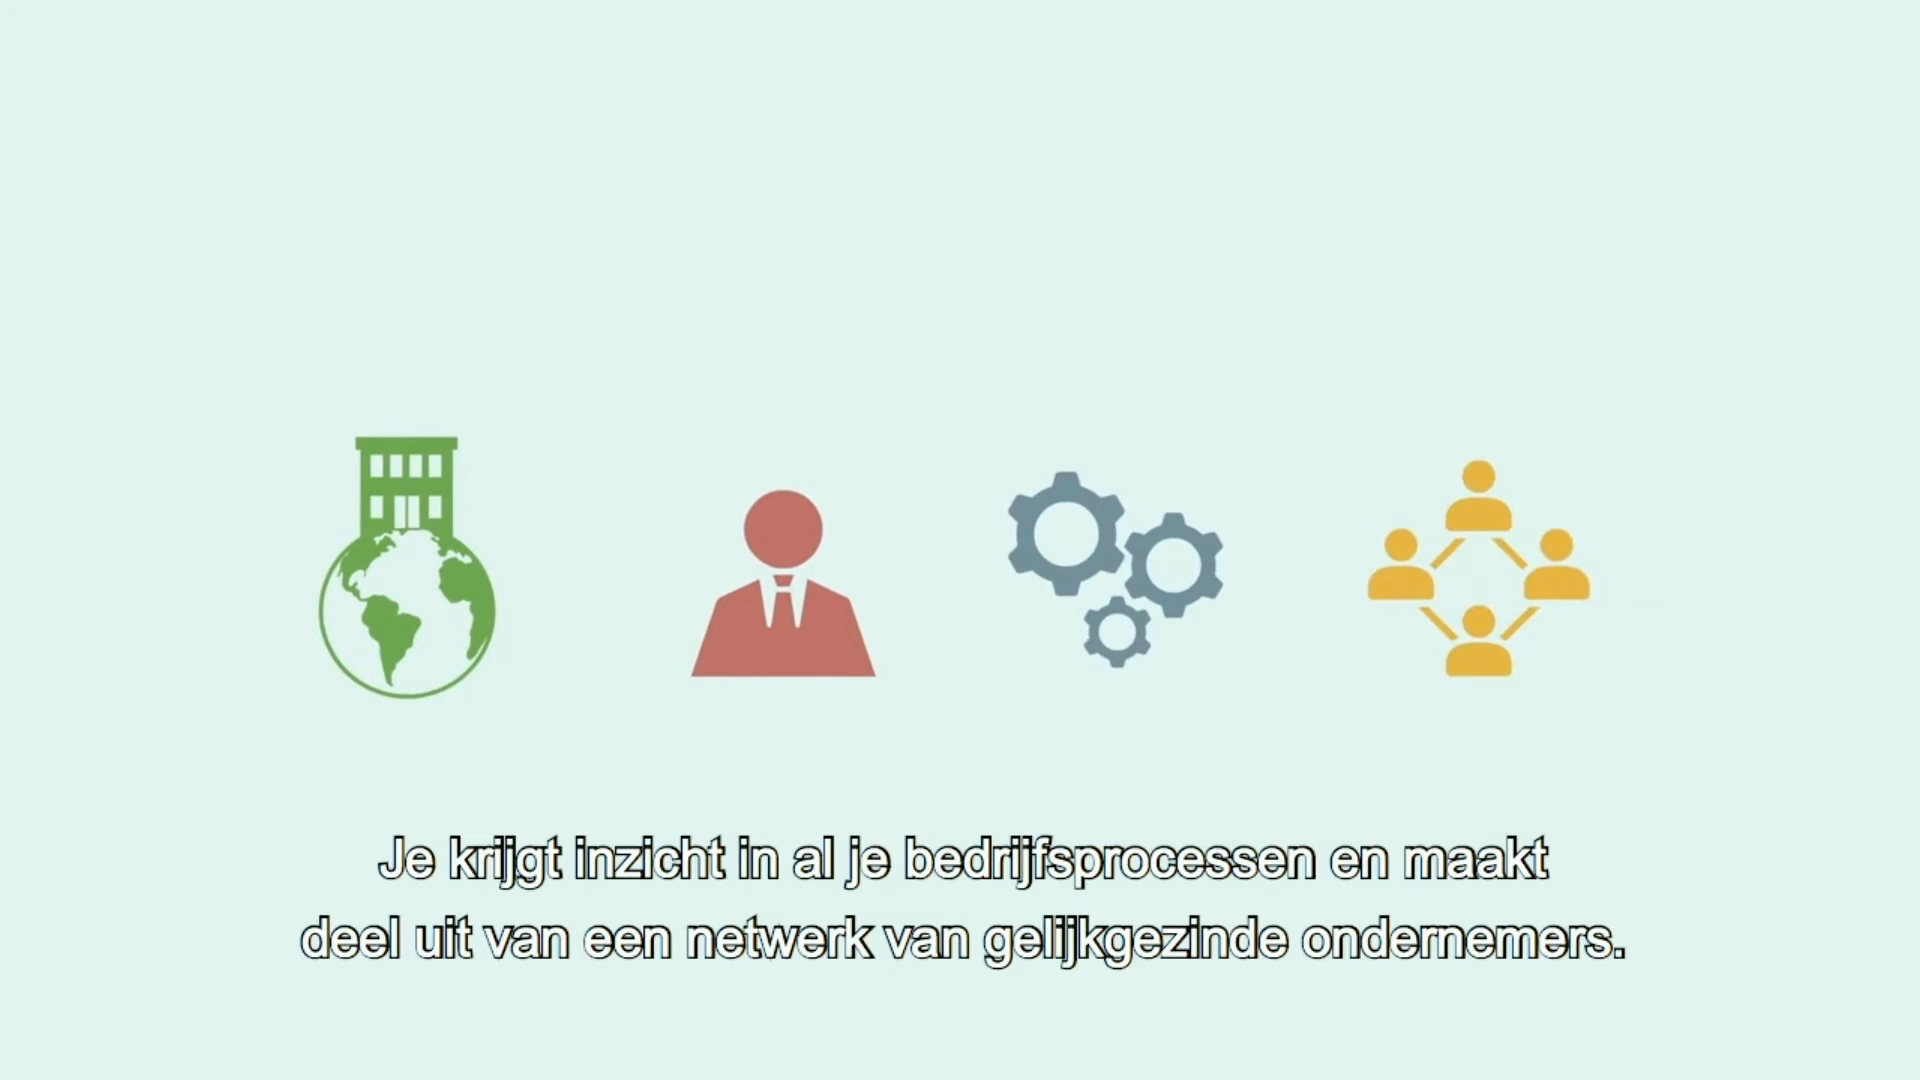 Je krijgt inzicht in al je bedrijfsprocessen en maakt
deel uit van een netwerk van gelijkgezinde ondernemers.